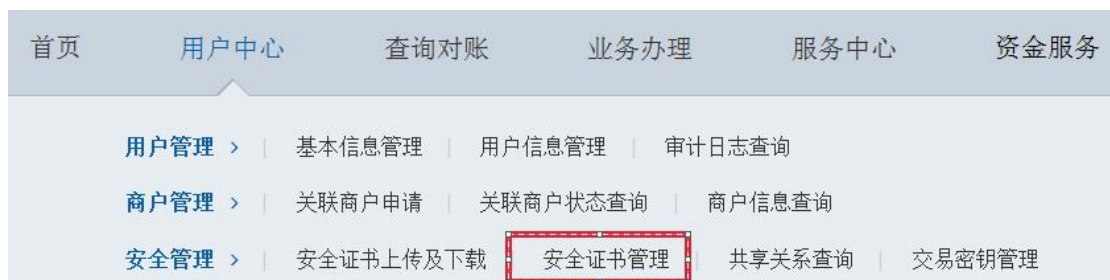 首页 用户中心 查询对账 业务办理 服务中心 资金服务
用户管理 › | 基本信息管理 | 用户信息管理 | 审计日志查询
商户管理 › | 关联商户申请 | 关联商户状态查询 | 商户信息查询
安全管理 › | 安全证书上传及下载 | 安全证书管理 | 共享关系查询 | 交易密钥管理